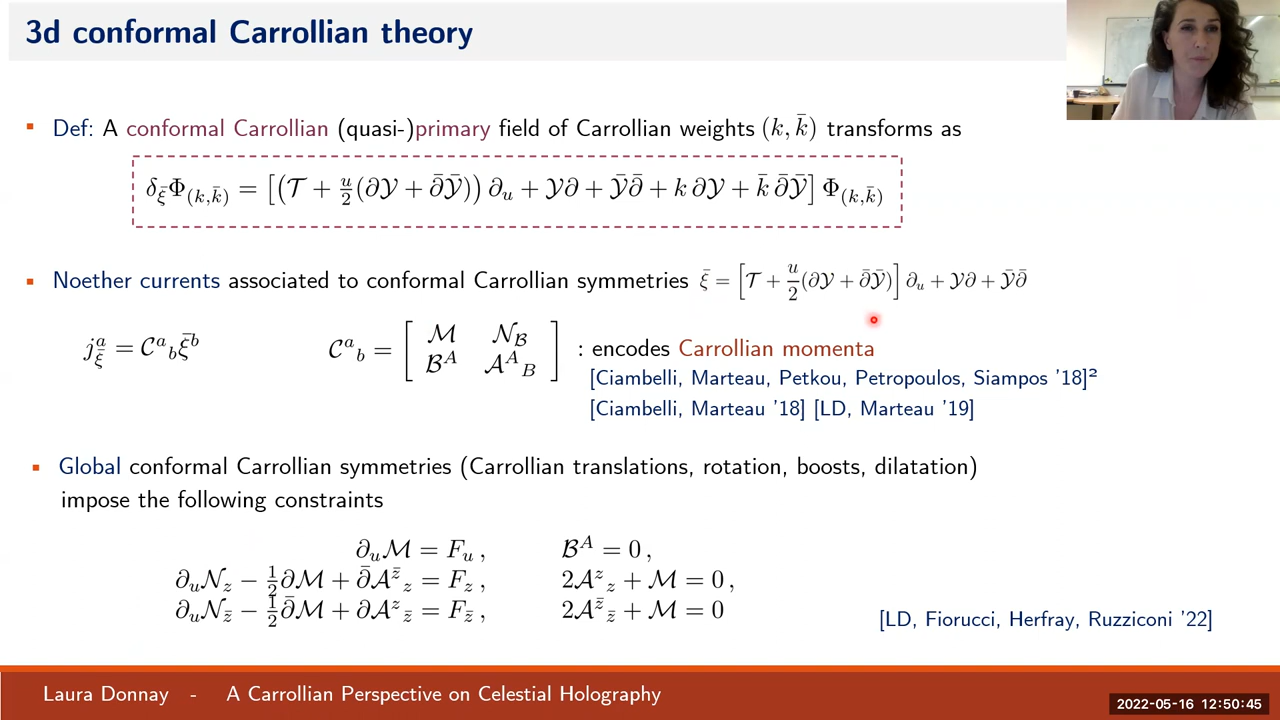 3d conformal Carrollian theory
▪ Def: A conformal Carrollian (quasi-)primary field of Carrollian weights (k, k̄) transforms as
δ_ξ̄ Φ_(k,k̄) = [(𝒯 + u/2(∂𝒴 + ∂̄𝒴̄)) ∂_u + 𝒴∂ + 𝒴̄∂̄ + k ∂𝒴 + k̄ ∂̄𝒴̄] Φ_(k,k̄)
▪ Noether currents associated to conformal Carrollian symmetries ξ̄ = [𝒯 + u/2(∂𝒴 + ∂̄𝒴̄)] ∂_u + 𝒴∂ + 𝒴̄∂̄
j^a_ξ̄ = 𝒞^a_b ξ̄^b
𝒞^a_b = [ ℳ 𝒩_ℬ
ℬ^A 𝒜^A_B ] : encodes Carrollian momenta
[Ciambelli, Marteau, Petkou, Petropoulos, Siampos '18]²
[Ciambelli, Marteau '18] [LD, Marteau '19]
▪ Global conformal Carrollian symmetries (Carrollian translations, rotation, boosts, dilatation)
impose the following constraints
∂_u ℳ = F_u , ℬ^A = 0 ,
∂_u 𝒩_z − 1/2 ∂ℳ + ∂̄𝒜^z̄_z = F_z , 2𝒜^z_z + ℳ = 0 ,
∂_u 𝒩_z̄ − 1/2 ∂̄ℳ + ∂𝒜^z_z̄ = F_z̄ , 2𝒜^z̄_z̄ + ℳ = 0
[LD, Fiorucci, Herfray, Ruzziconi '22]
Laura Donnay - A Carrollian Perspective on Celestial Holography
2022-05-16 12:50:45